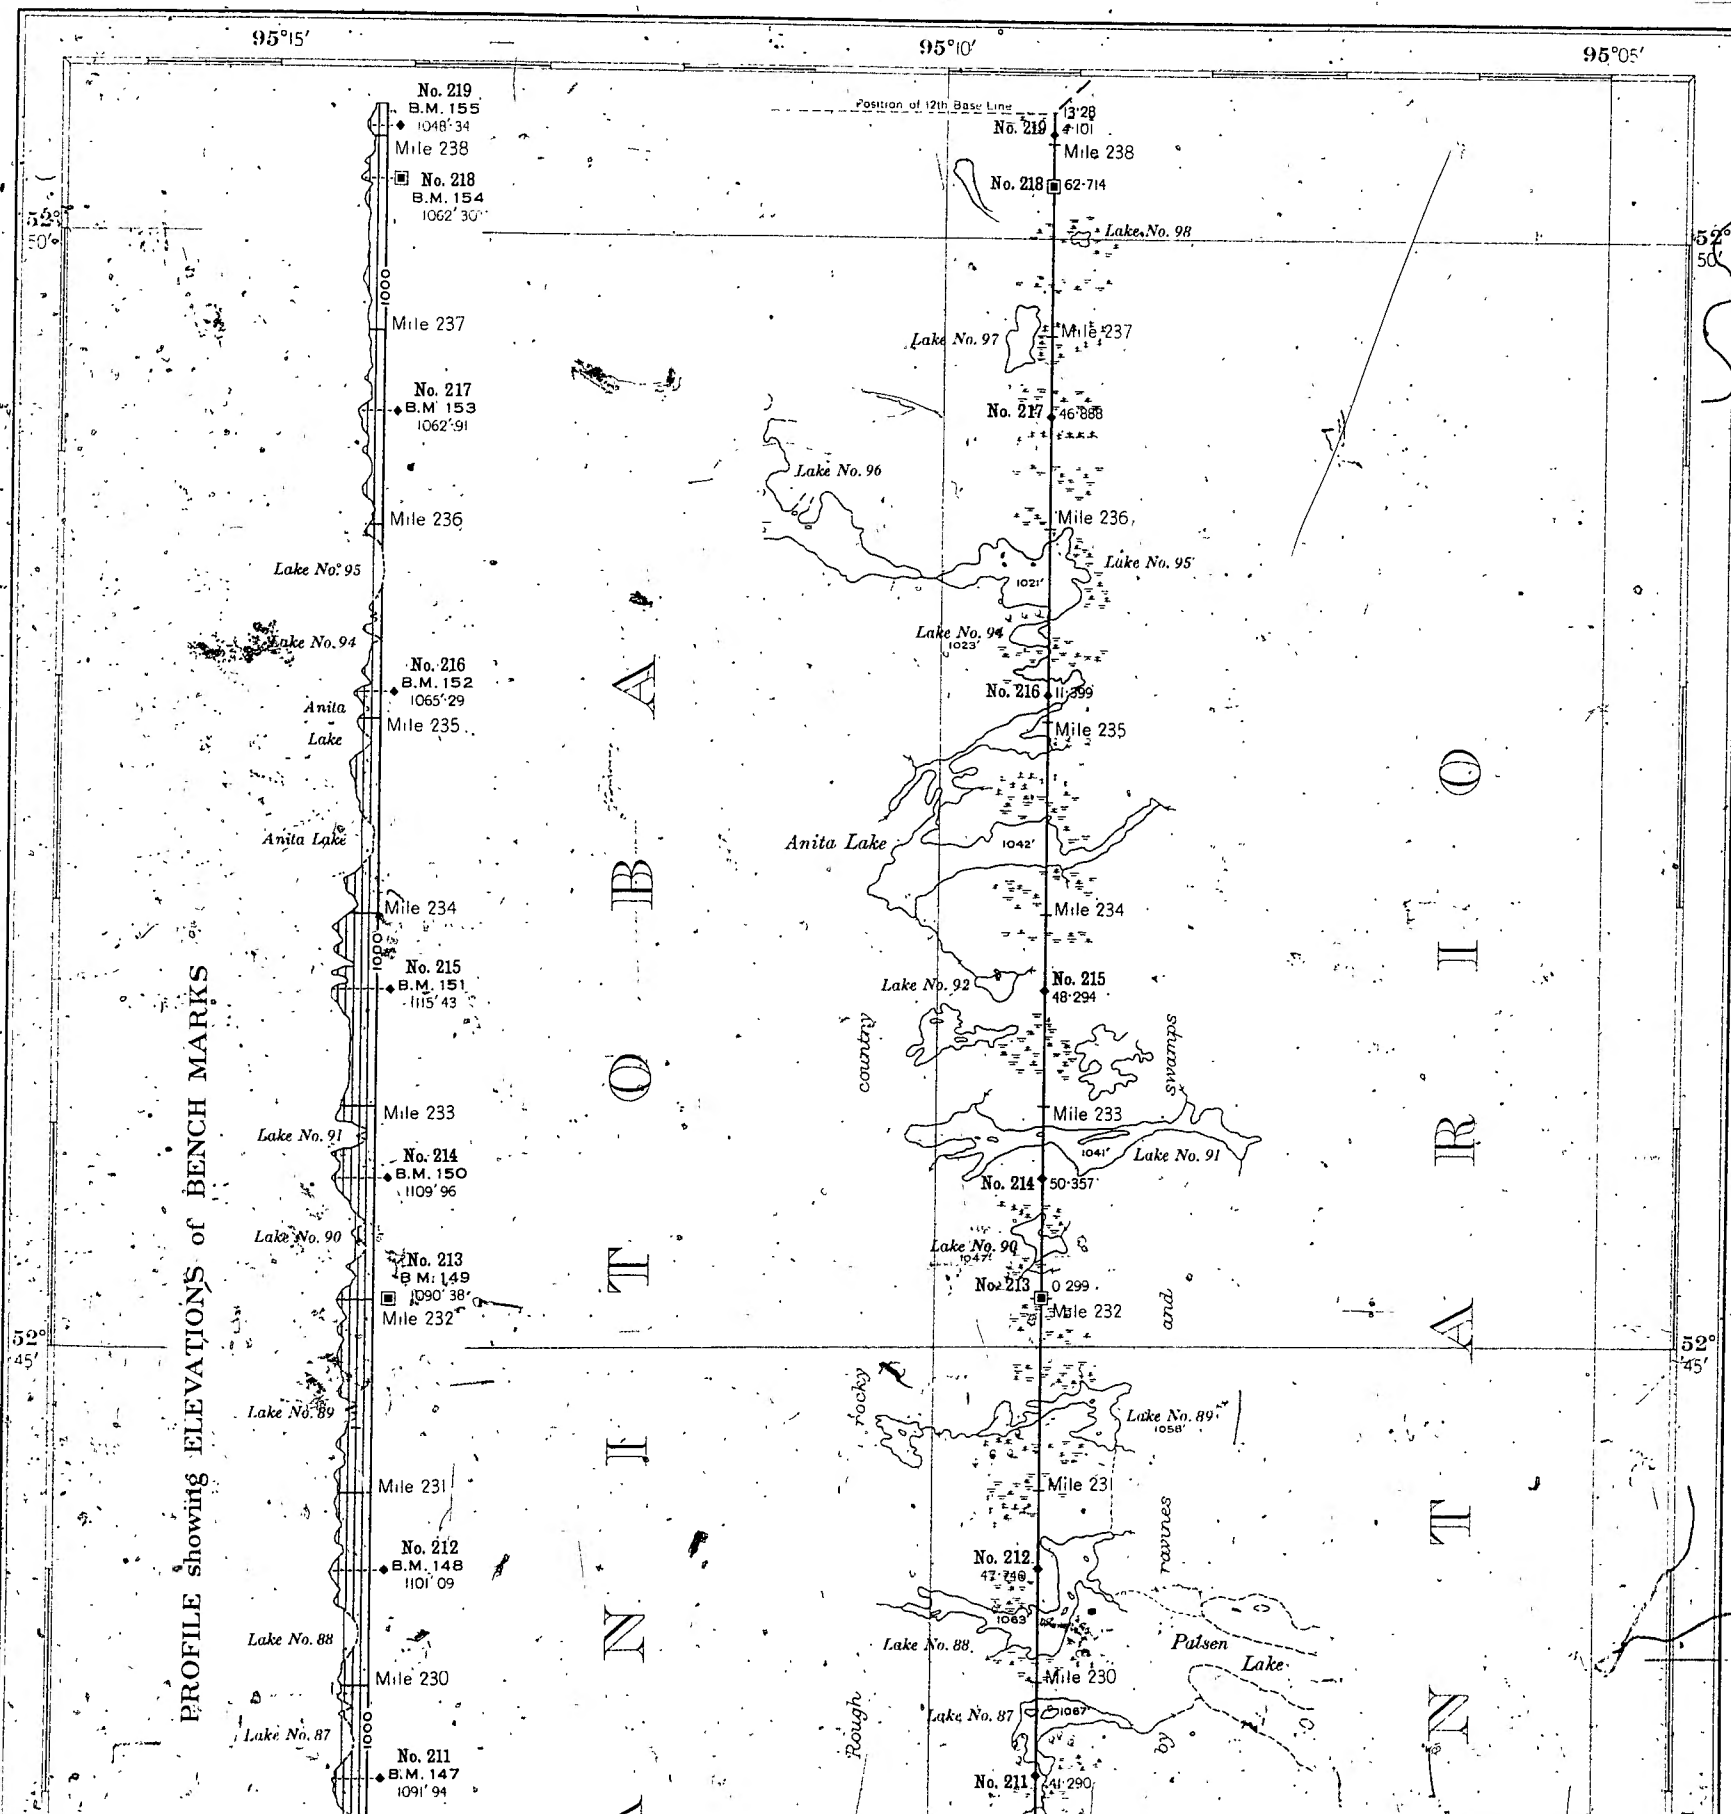 95°15′
95°10′
95°05′
No. 219
B.M. 155
1048·34
Mile 238
No. 218
B.M. 154
1062′30
52°
50′
1000
Mile 237
No. 217
B.M 153
1062·91
Mile 236
Lake No. 95
Lake No. 94
No. 216
B.M. 152
1065·29
Anita
Lake
Mile 235
Anita Lake
Mile 234
1000
No. 215
B.M. 151
1115′43
Mile 233
Lake No. 91
No. 214
B.M. 150
1109′96
Lake No. 90
No. 213
B M. 149
1090′38
Mile 232
52°
45′
Lake No. 89
Mile 231
No. 212
B.M. 148
1101′09
Lake No. 88
Mile 230
1000
Lake No. 87
No. 211
B.M. 147
1091′94
PROFILE showing ELEVATIONS of BENCH MARKS
A
B
O
T
I
N
A
Position of 12th Base Line
13·28
No. 219 4·101
Mile 238
No. 218 62·714
Lake No. 98
52°
50′
Lake No. 97
Mile 237
No. 217 46·888
Lake No. 96
Mile 236
Lake No. 95
1021′
Lake No. 94
1023′
No. 216 11·399
Mile 235
Anita Lake
1042′
Mile 234
Lake No. 92
No. 215
48·294
country
swamps
Mile 233
1041′
Lake No. 91
No. 214 50·357
Lake No. 90
1047′
No. 213 0 299
Mile 232
and
52°
45′
rocky
Lake No. 89
1058′
Mile 231
ravines
No. 212
47·746
1063′
Lake No. 88
Palsen
Lake
Mile 230
Lake No. 87
1067′
Rough
by
No. 211 41·290
O
I
R
A
T
N